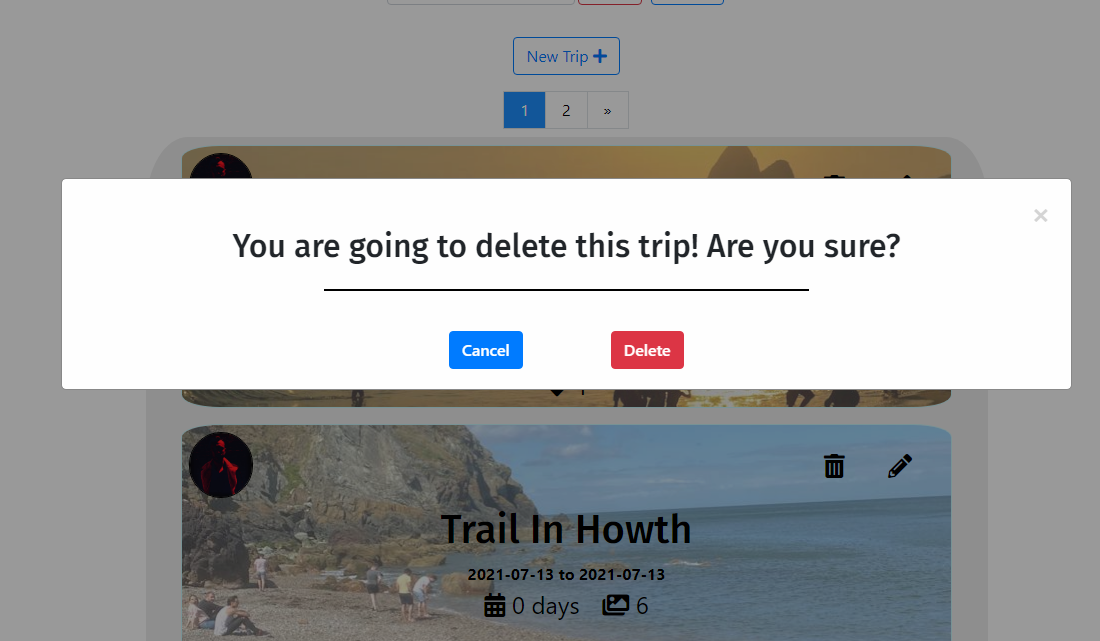 New Trip
1 2 »
×
You are going to delete this trip! Are you sure?
Cancel Delete
Trail In Howth
2021-07-13 to 2021-07-13
0 days 6